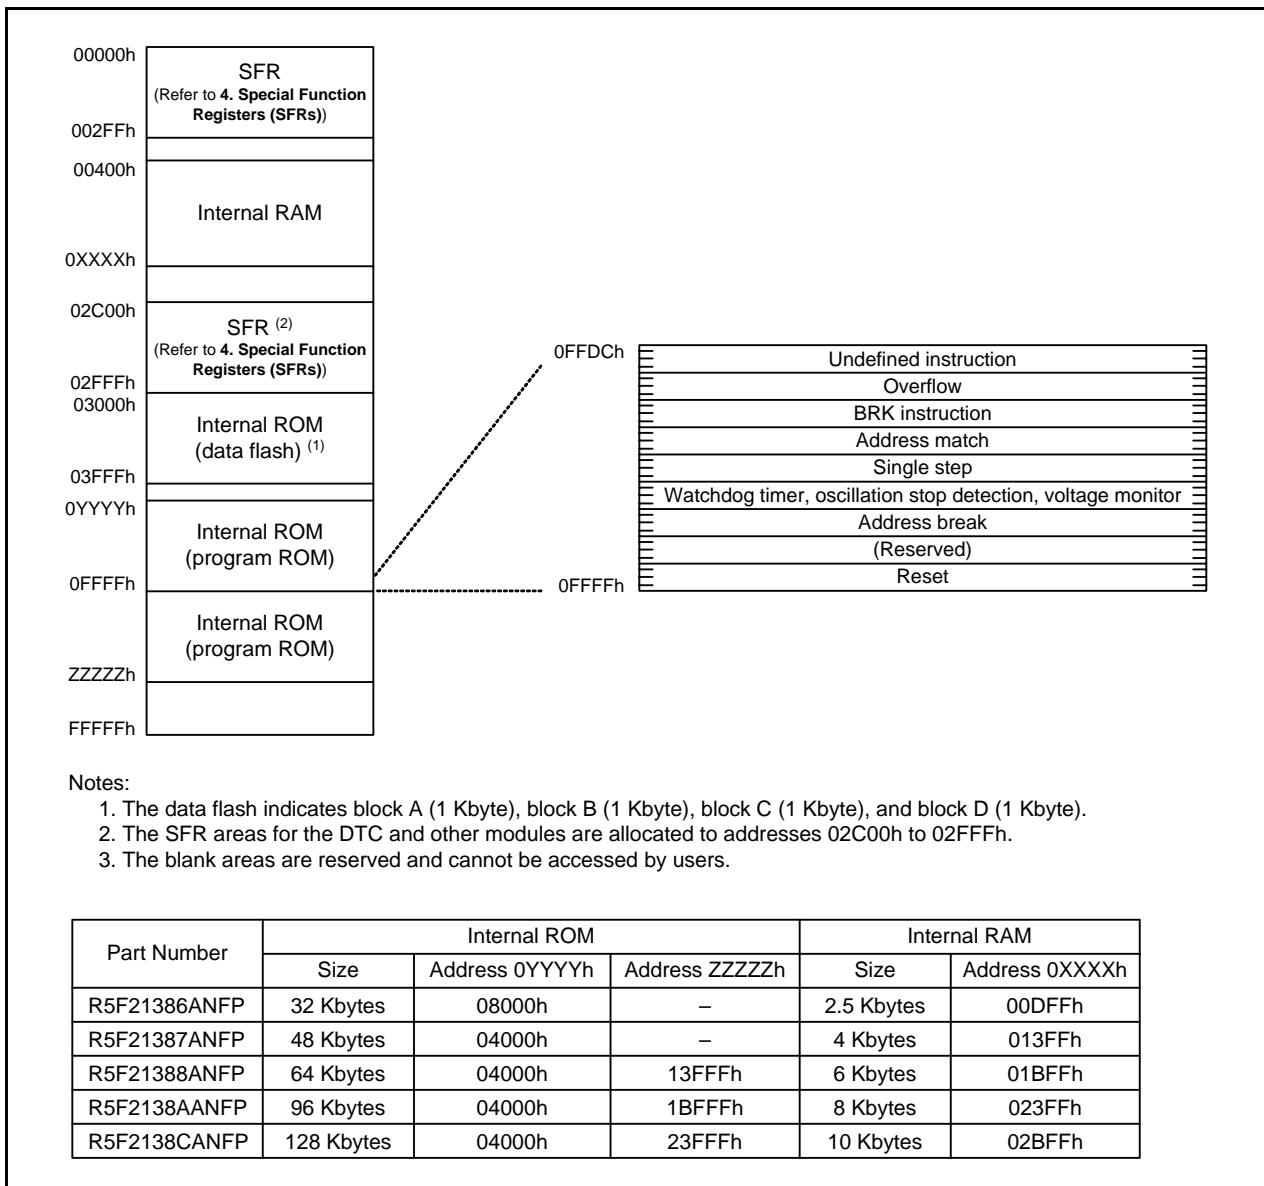 00000h
SFR
(Refer to 4. Special Function
Registers (SFRs))
002FFh
00400h
Internal RAM
0XXXXh
02C00h
SFR (2)
(Refer to 4. Special Function
Registers (SFRs))
02FFFh
03000h
Internal ROM
(data flash) (1)
03FFFh
0YYYYh
Internal ROM
(program ROM)
0FFFFh
Internal ROM
(program ROM)
ZZZZZh
FFFFFh
0FFDCh
Undefined instruction
Overflow
BRK instruction
Address match
Single step
Watchdog timer, oscillation stop detection, voltage monitor
Address break
(Reserved)
0FFFFh
Reset
Notes:
1. The data flash indicates block A (1 Kbyte), block B (1 Kbyte), block C (1 Kbyte), and block D (1 Kbyte).
2. The SFR areas for the DTC and other modules are allocated to addresses 02C00h to 02FFFh.
3. The blank areas are reserved and cannot be accessed by users.
Part Number Internal ROM Internal RAM
Size Address 0YYYYh Address ZZZZZh Size Address 0XXXXh
R5F21386ANFP 32 Kbytes 08000h – 2.5 Kbytes 00DFFh
R5F21387ANFP 48 Kbytes 04000h – 4 Kbytes 013FFh
R5F21388ANFP 64 Kbytes 04000h 13FFFh 6 Kbytes 01BFFh
R5F2138AANFP 96 Kbytes 04000h 1BFFFh 8 Kbytes 023FFh
R5F2138CANFP 128 Kbytes 04000h 23FFFh 10 Kbytes 02BFFh